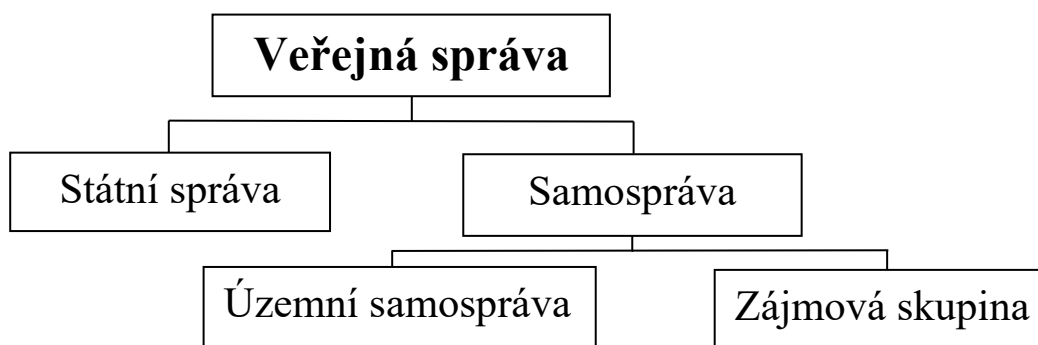 Veřejná správa
Státní správa
Samospráva
Územní samospráva
Zájmová skupina